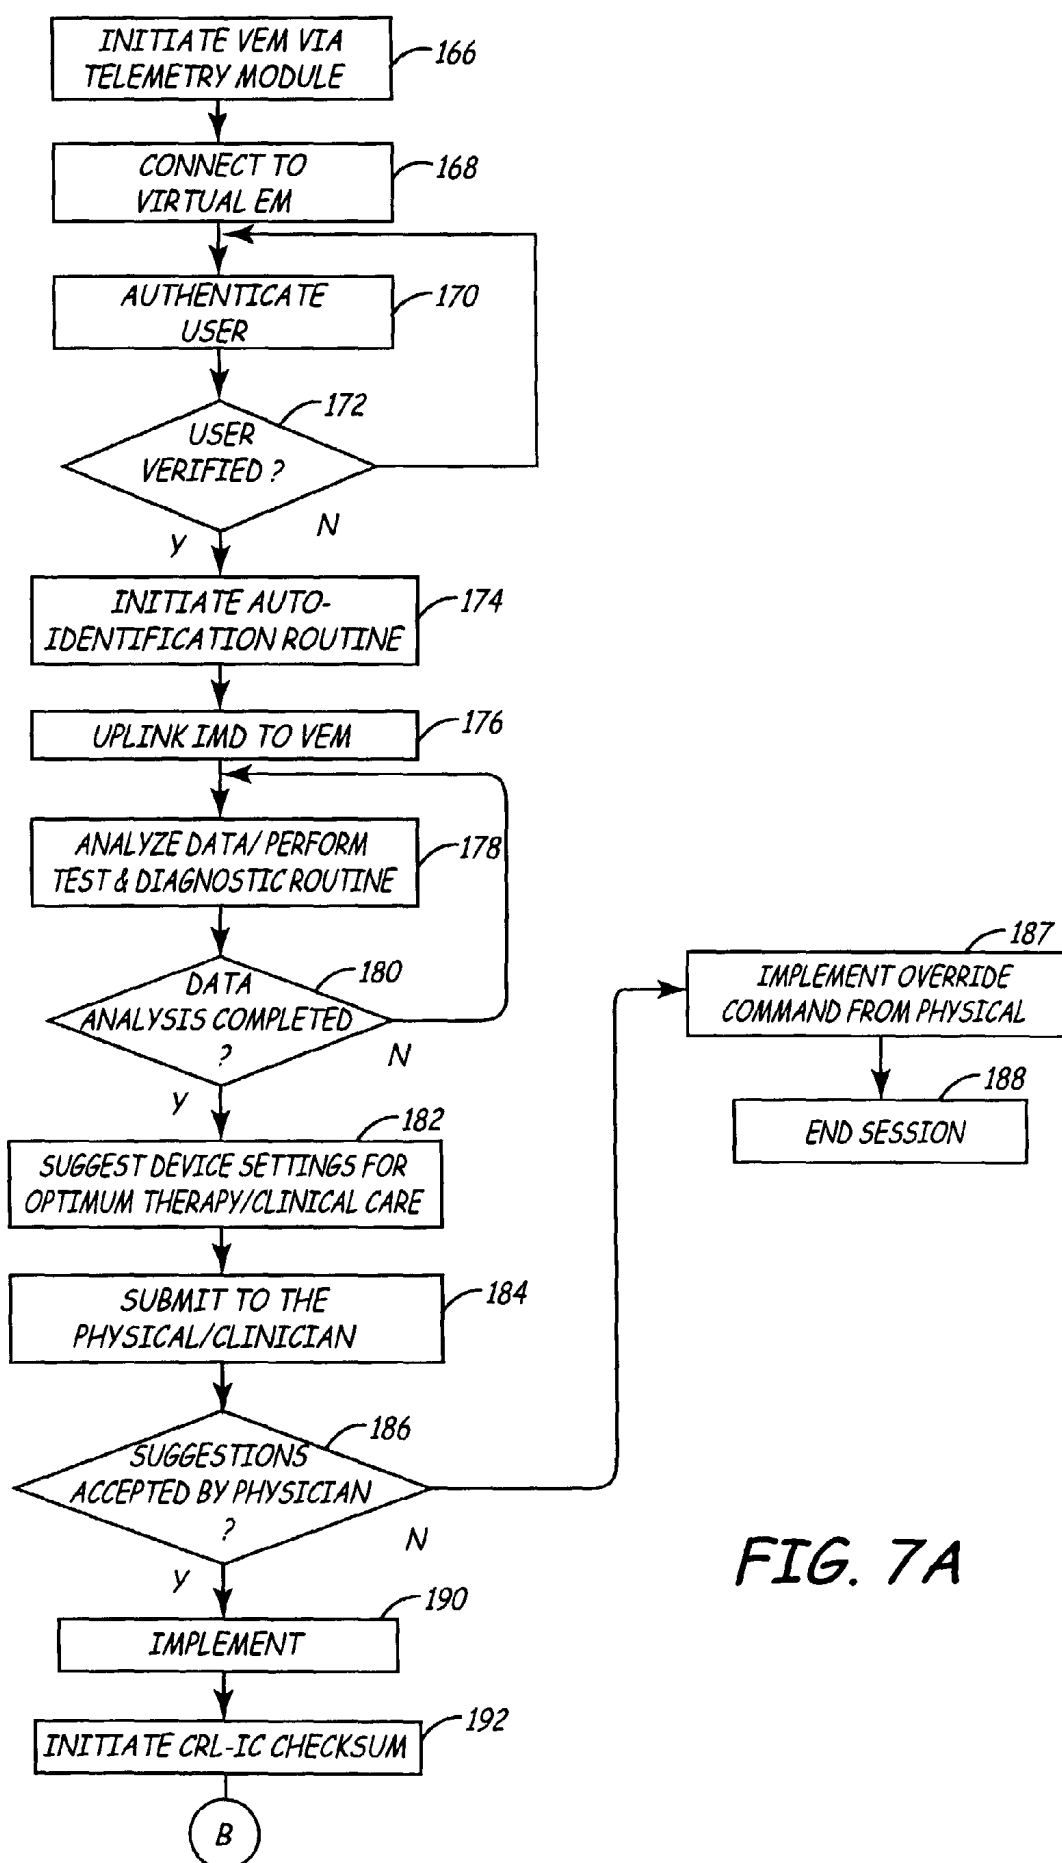 INITIATE VEM VIA
TELEMETRY MODULE
166
CONNECT TO
VIRTUAL EM
168
AUTHENTICATE
USER
170
172
USER
VERIFIED ?
N
Y
INITIATE AUTO-
IDENTIFICATION ROUTINE
174
UPLINK IMD TO VEM
176
ANALYZE DATA/ PERFORM
TEST & DIAGNOSTIC ROUTINE
178
180
DATA
ANALYSIS COMPLETED
?
N
Y
182
SUGGEST DEVICE SETTINGS FOR
OPTIMUM THERAPY/CLINICAL CARE
SUBMIT TO THE
PHYSICAL/CLINICIAN
184
186
SUGGESTIONS
ACCEPTED BY PHYSICIAN
?
N
Y
187
IMPLEMENT OVERRIDE
COMMAND FROM PHYSICAL
188
END SESSION
190
IMPLEMENT
INITIATE CRL-IC CHECKSUM
192
B
FIG. 7A